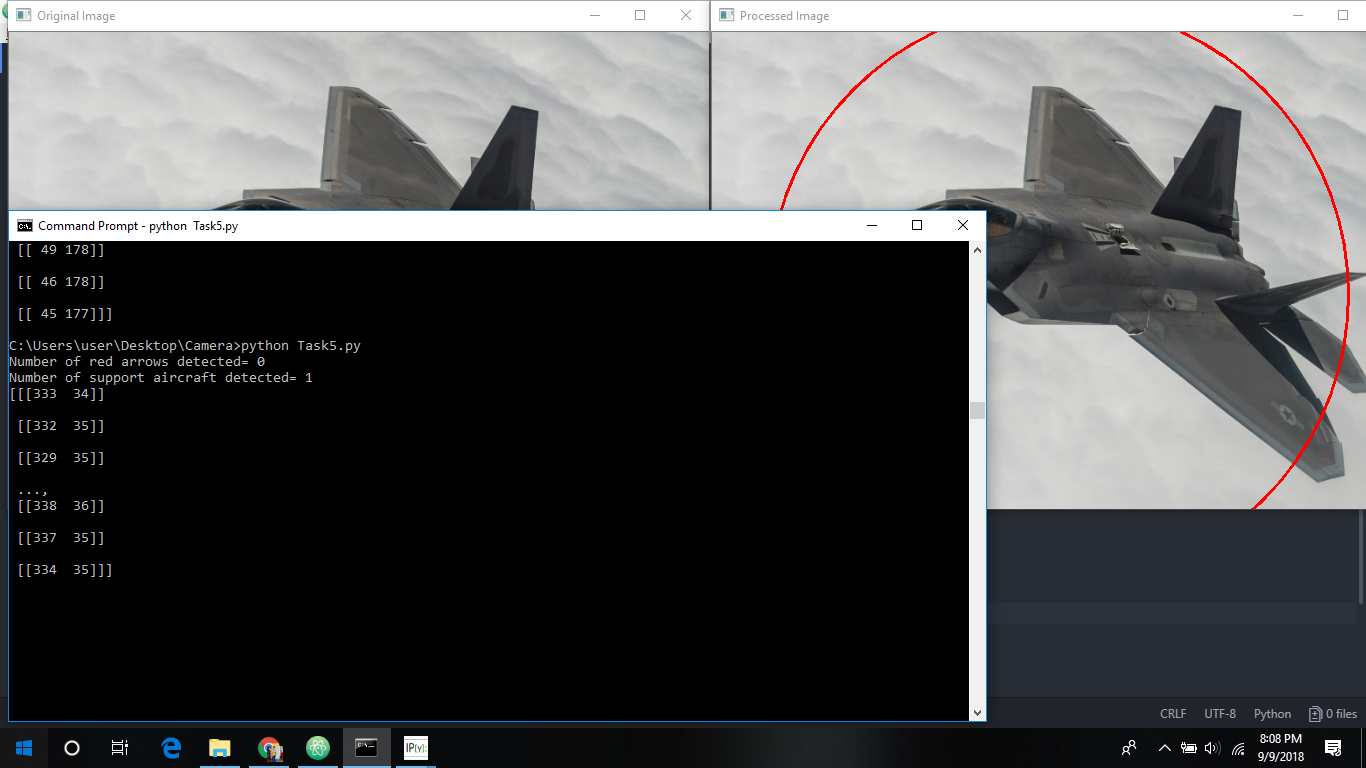 Original Image
Processed Image
Command Prompt - python  Task5.py
[[ 49 178]]
[[ 46 178]]
[[ 45 177]]]
C:\Users\user\Desktop\Camera>python Task5.py
Number of red arrows detected= 0
Number of support aircraft detected= 1
[[[333  34]]
[[332  35]]
[[329  35]]
...,
[[338  36]]
[[337  35]]
[[334  35]]]
CRLF UTF-8 Python 0 files
IP[y]:
8:08 PM
9/9/2018